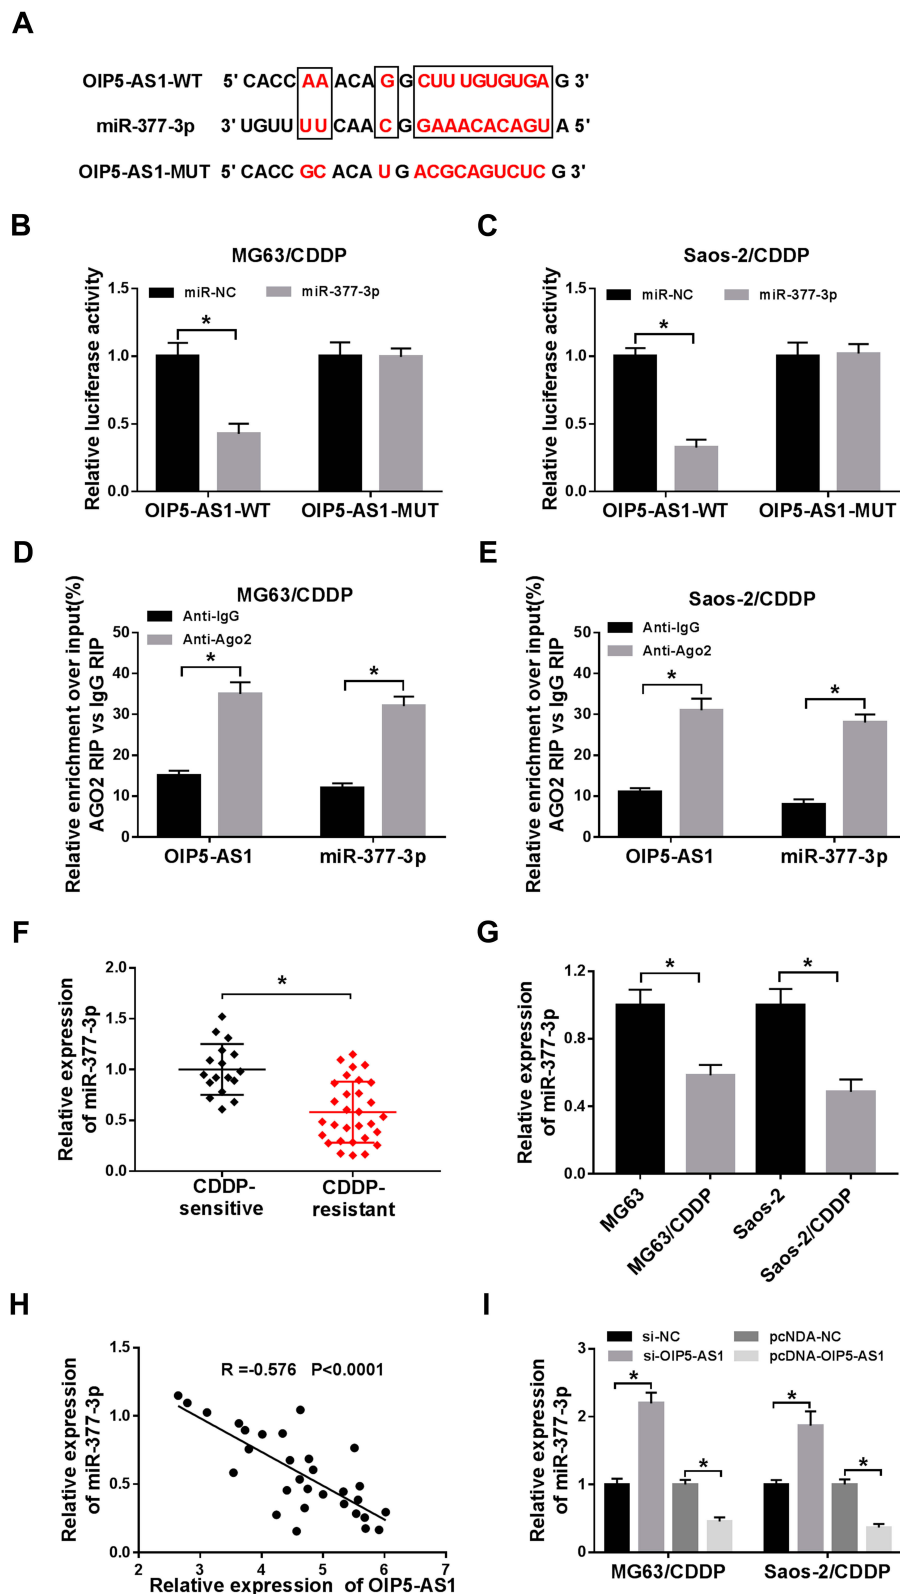 A
OIP5-AS1-WT 5' CACC AA ACA G G CUU UGUGUGA G 3'
miR-377-3p 3' UGUU UU CAA C G GAAACACAGU A 5'
OIP5-AS1-MUT 5' CACC GC ACA U G ACGCAGUCUC G 3'
B
MG63/CDDP
Relative luciferase activity
miR-NC miR-377-3p
1.5
1.0
0.5
0.0
*
OIP5-AS1-WT OIP5-AS1-MUT
C
Saos-2/CDDP
Relative luciferase activity
miR-NC miR-377-3p
1.5
1.0
0.5
0.0
*
OIP5-AS1-WT OIP5-AS1-MUT
D
MG63/CDDP
Relative enrichment over input(%)
AGO2 RIP vs IgG RIP
Anti-IgG
Anti-Ago2
50
40
30
20
10
0
* *
OIP5-AS1 miR-377-3p
E
Saos-2/CDDP
Relative enrichment over input(%)
AGO2 RIP vs IgG RIP
Anti-IgG
Anti-Ago2
50
40
30
20
10
0
* *
OIP5-AS1 miR-377-3p
F
Relative expression
of miR-377-3p
2.0
1.5
1.0
0.5
0.0
*
CDDP-
sensitive
CDDP-
resistant
G
Relative expression
of miR-377-3p
1.2
0.8
0.4
0.0
* *
MG63
MG63/CDDP
Saos-2
Saos-2/CDDP
H
Relative expression
of miR-377-3p
1.5
1.0
0.5
0.0
R =-0.576 P<0.0001
2 3 4 5 6 7
Relative expression of OIP5-AS1
I
Relative expression
of miR-377-3p
si-NC pcNDA-NC
si-OIP5-AS1 pcDNA-OIP5-AS1
3
2
1
0
* * * *
MG63/CDDP Saos-2/CDDP